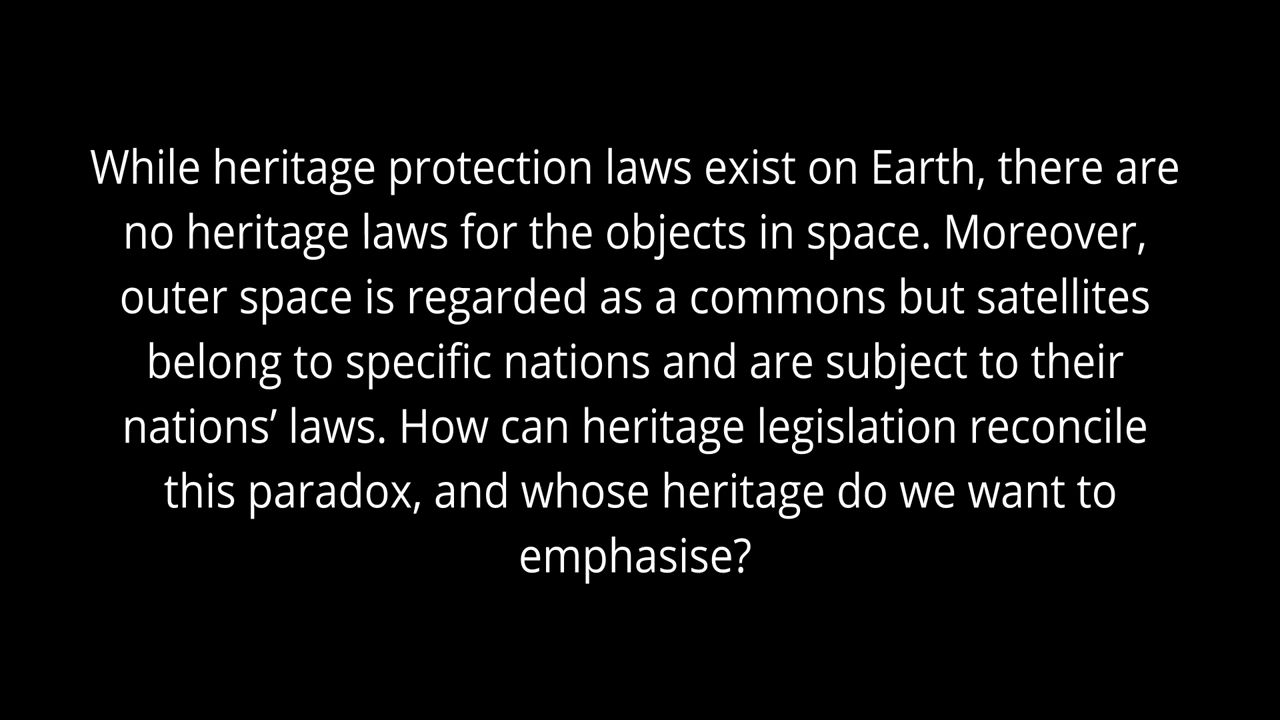 While heritage protection laws exist on Earth, there are
no heritage laws for the objects in space. Moreover,
outer space is regarded as a commons but satellites
belong to specific nations and are subject to their
nations’ laws. How can heritage legislation reconcile
this paradox, and whose heritage do we want to
emphasise?